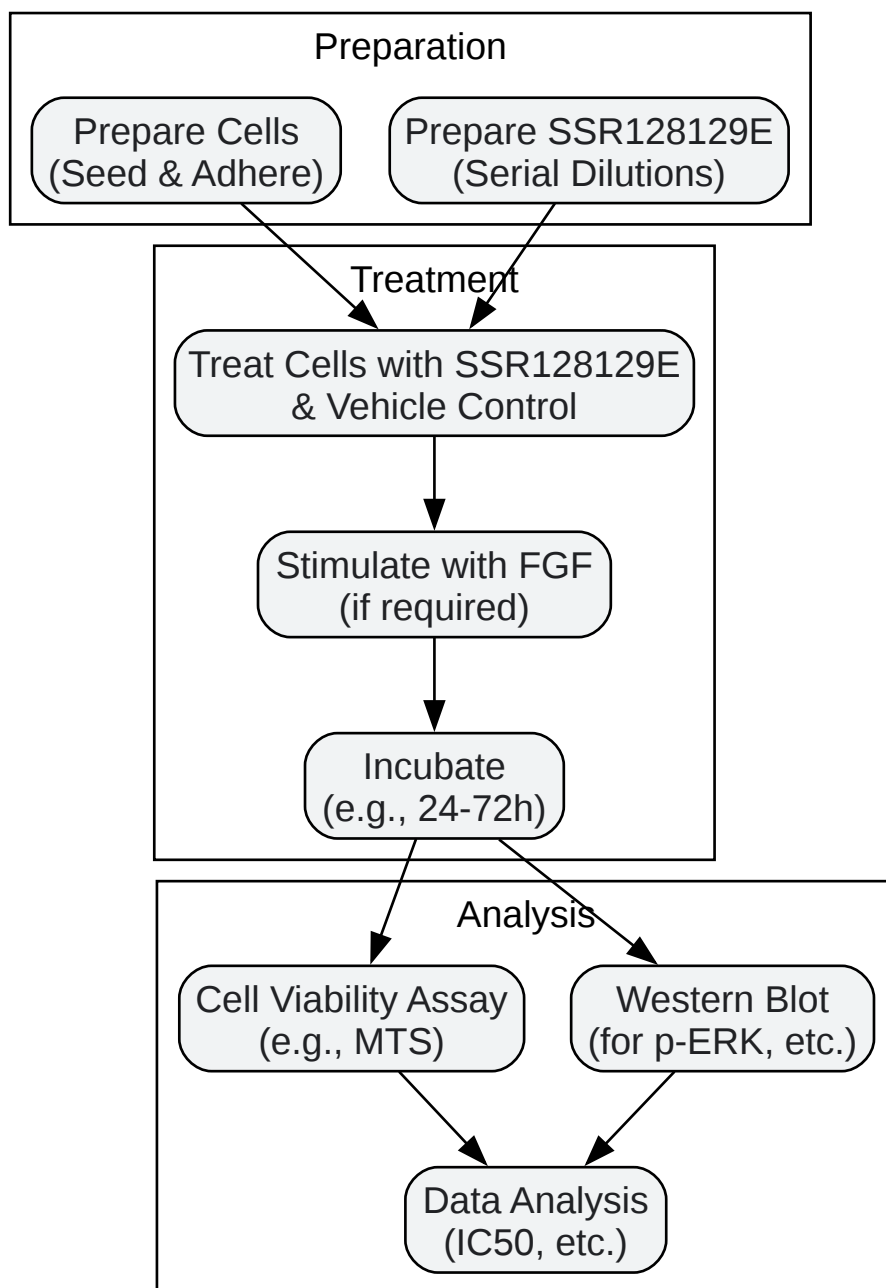 Preparation
Prepare Cells
(Seed & Adhere)
Prepare SSR128129E
(Serial Dilutions)
Treatment
Treat Cells with SSR128129E
& Vehicle Control
Stimulate with FGF
(if required)
Incubate
(e.g., 24-72h)
Analysis
Cell Viability Assay
(e.g., MTS)
Western Blot
(for p-ERK, etc.)
Data Analysis
(IC50, etc.)